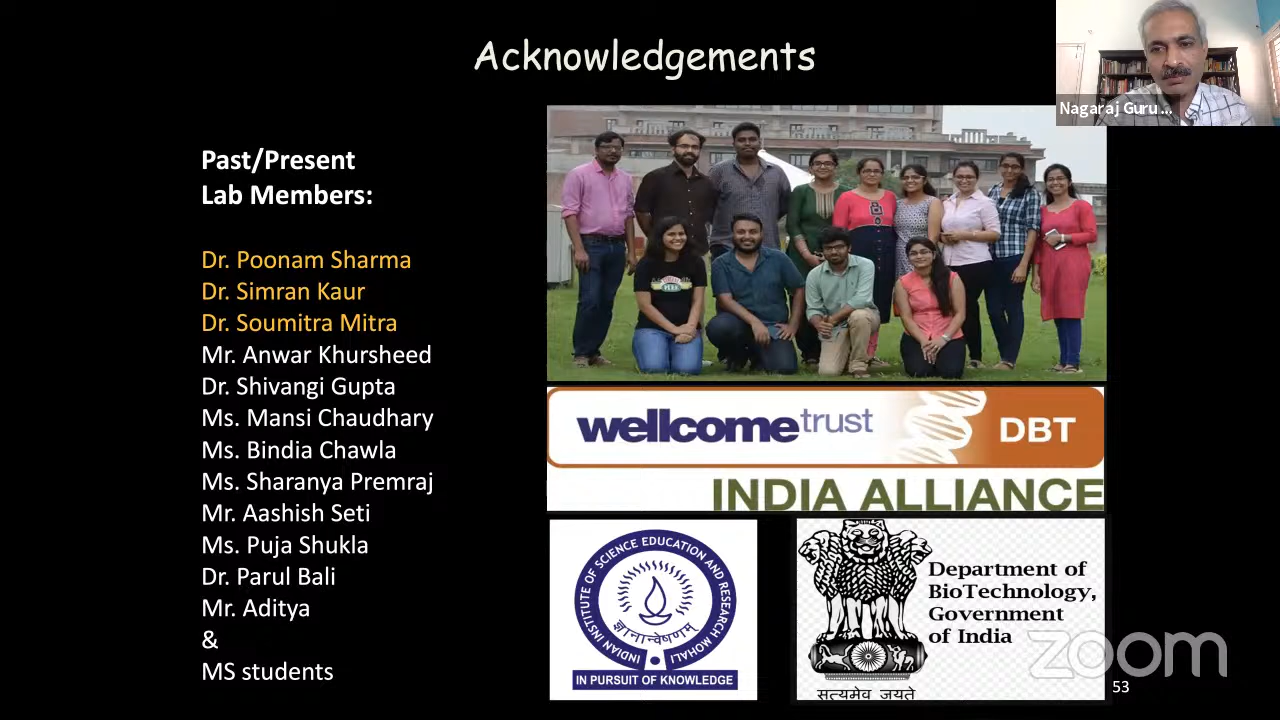 Acknowledgements
Nagaraj Guru ...
Past/Present
Lab Members:
Dr. Poonam Sharma
Dr. Simran Kaur
Dr. Soumitra Mitra
Mr. Anwar Khursheed
Dr. Shivangi Gupta
Ms. Mansi Chaudhary
Ms. Bindia Chawla
Ms. Sharanya Premraj
Mr. Aashish Seti
Ms. Puja Shukla
Dr. Parul Bali
Mr. Aditya
&
MS students
wellcometrust DBT
INDIA ALLIANCE
INDIAN INSTITUTE OF SCIENCE EDUCATION AND RESEARCH MOHALI
ज्ञानान्वेषणम्
IN PURSUIT OF KNOWLEDGE
Department of
BioTechnology,
Government
of India
सत्यमेव जयते
zoom
53